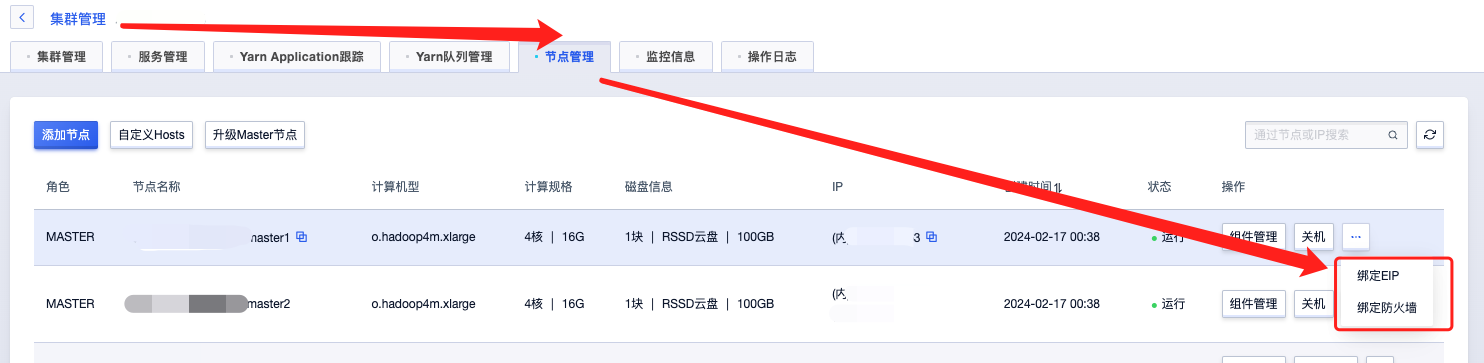 集群管理
集群管理 服务管理 Yarn Application跟踪 Yarn队列管理 节点管理 监控信息 操作日志
添加节点 自定义Hosts 升级Master节点 通过节点或IP搜索
角色 节点名称 计算机型 计算规格 磁盘信息 IP 时间 状态 操作
MASTER master1 o.hadoop4m.xlarge 4核 | 16G 1块 | RSSD云盘 | 100GB (内 3 2024-02-17 00:38 运行 组件管理 关机 ...
绑定EIP
MASTER master2 o.hadoop4m.xlarge 4核 | 16G 1块 | RSSD云盘 | 100GB (内 2024-02-17 00:38 运行 组件管理 关机 绑定防火墙